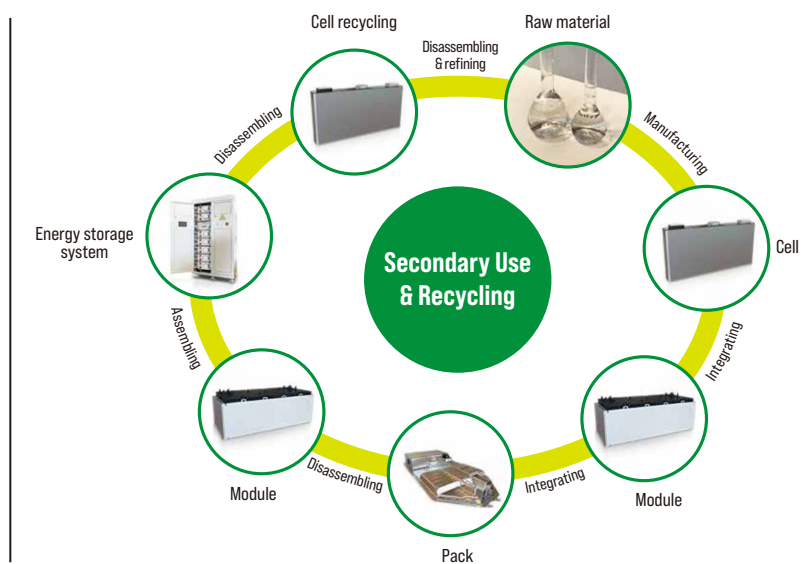 Cell recycling
Disassembling
& refining
Raw material
Manufacturing
Cell
Integrating
Module
Integrating
Pack
Disassembling
Module
Assembling
Energy storage
system
Disassembling
Secondary Use
& Recycling